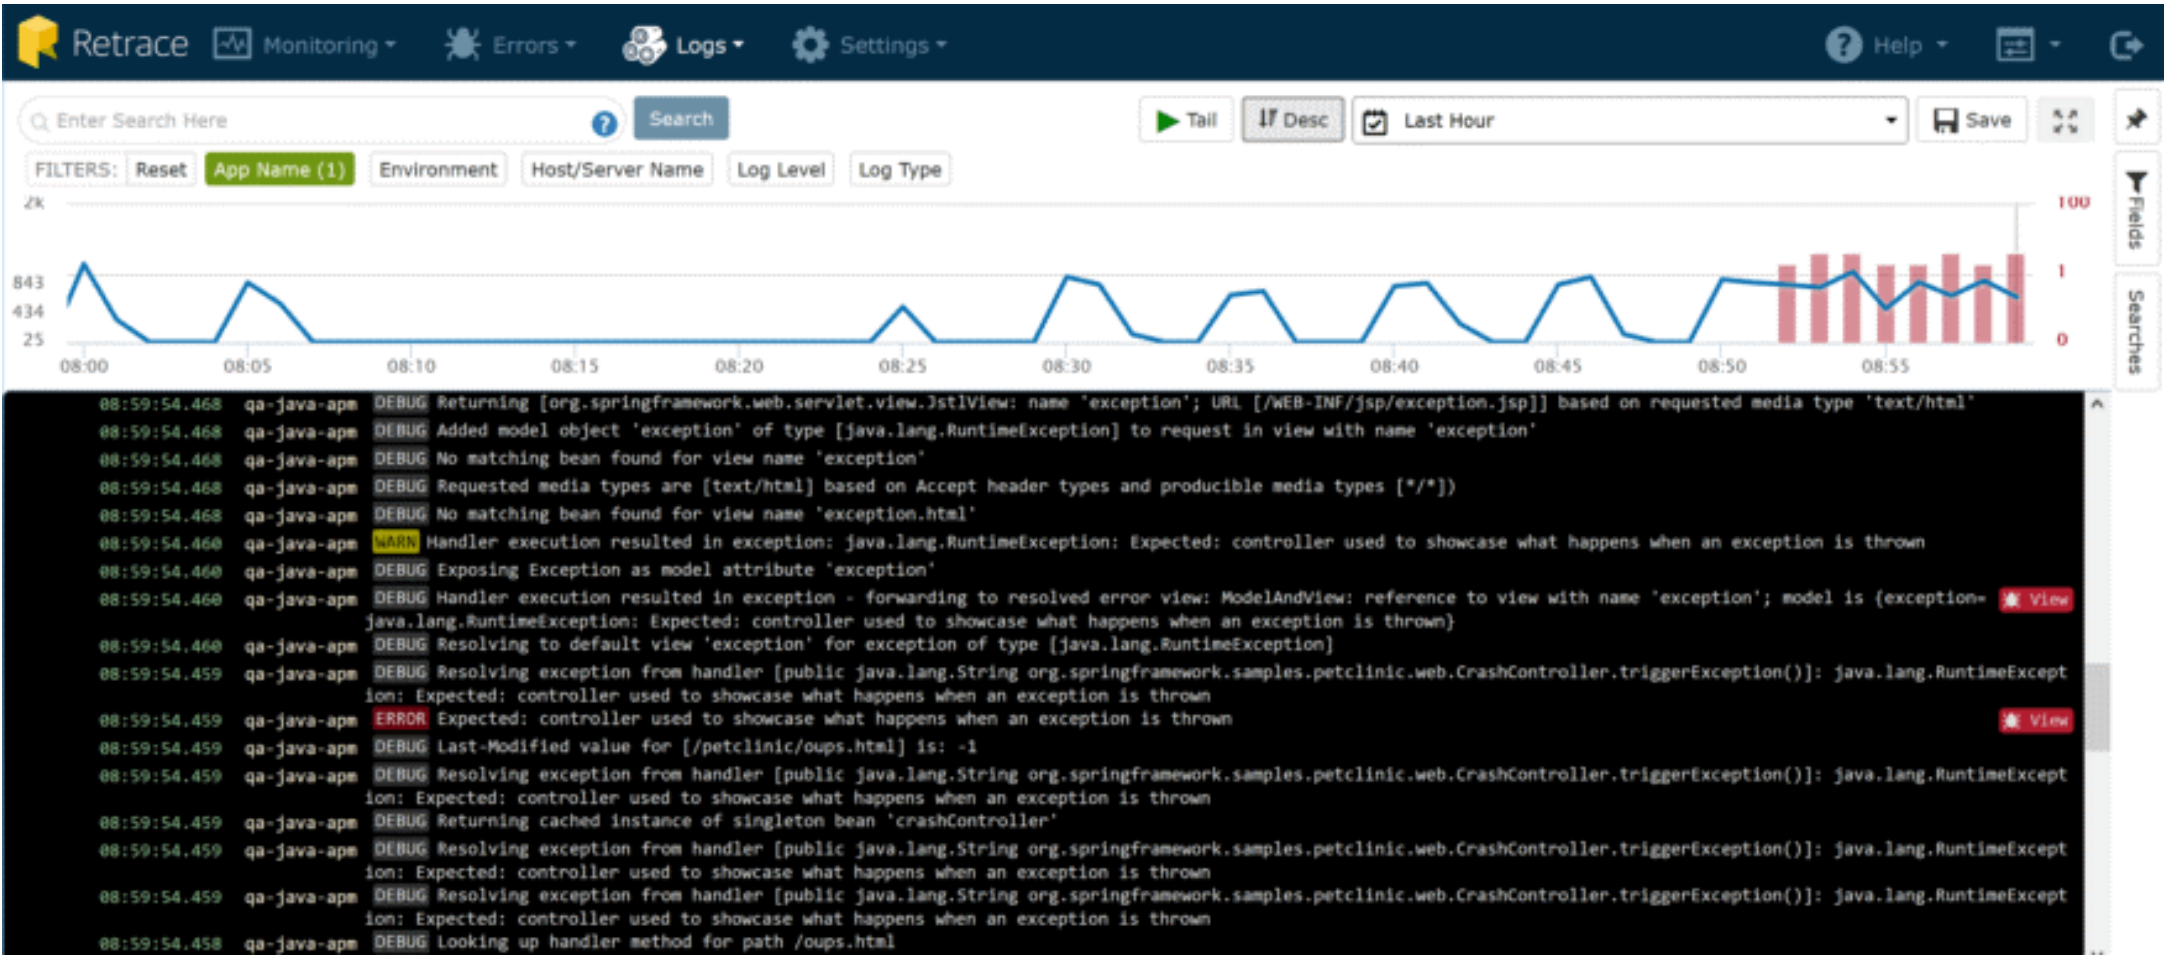 Retrace Monitoring Errors Logs Settings Help
Enter Search Here ? Search Tail Desc Last Hour Save
FILTERS: Reset App Name (1) Environment Host/Server Name Log Level Log Type
Fields
Searches
2k 100
843 1
434
25 0
08:00 08:05 08:10 08:15 08:20 08:25 08:30 08:35 08:40 08:45 08:50 08:55
08:59:54.468 qa-java-apm DEBUG Returning [org.springframework.web.servlet.view.JstlView: name 'exception'; URL [/WEB-INF/jsp/exception.jsp]] based on requested media type 'text/html'
08:59:54.468 qa-java-apm DEBUG Added model object 'exception' of type [java.lang.RuntimeException] to request in view with name 'exception'
08:59:54.468 qa-java-apm DEBUG No matching bean found for view name 'exception'
08:59:54.468 qa-java-apm DEBUG Requested media types are [text/html] based on Accept header types and producible media types [*/*])
08:59:54.468 qa-java-apm DEBUG No matching bean found for view name 'exception.html'
08:59:54.460 qa-java-apm WARN Handler execution resulted in exception: java.lang.RuntimeException: Expected: controller used to showcase what happens when an exception is thrown
08:59:54.460 qa-java-apm DEBUG Exposing Exception as model attribute 'exception'
08:59:54.460 qa-java-apm DEBUG Handler execution resulted in exception - forwarding to resolved error view: ModelAndView: reference to view with name 'exception'; model is {exception= View
java.lang.RuntimeException: Expected: controller used to showcase what happens when an exception is thrown}
08:59:54.460 qa-java-apm DEBUG Resolving to default view 'exception' for exception of type [java.lang.RuntimeException]
08:59:54.459 qa-java-apm DEBUG Resolving exception from handler [public java.lang.String org.springframework.samples.petclinic.web.CrashController.triggerException()]: java.lang.RuntimeExcept
ion: Expected: controller used to showcase what happens when an exception is thrown
08:59:54.459 qa-java-apm ERROR Expected: controller used to showcase what happens when an exception is thrown View
08:59:54.459 qa-java-apm DEBUG Last-Modified value for [/petclinic/oups.html] is: -1
08:59:54.459 qa-java-apm DEBUG Resolving exception from handler [public java.lang.String org.springframework.samples.petclinic.web.CrashController.triggerException()]: java.lang.RuntimeExcept
ion: Expected: controller used to showcase what happens when an exception is thrown
08:59:54.459 qa-java-apm DEBUG Returning cached instance of singleton bean 'crashController'
08:59:54.459 qa-java-apm DEBUG Resolving exception from handler [public java.lang.String org.springframework.samples.petclinic.web.CrashController.triggerException()]: java.lang.RuntimeExcept
ion: Expected: controller used to showcase what happens when an exception is thrown
08:59:54.459 qa-java-apm DEBUG Resolving exception from handler [public java.lang.String org.springframework.samples.petclinic.web.CrashController.triggerException()]: java.lang.RuntimeExcept
ion: Expected: controller used to showcase what happens when an exception is thrown
08:59:54.458 qa-java-apm DEBUG Looking up handler method for path /oups.html